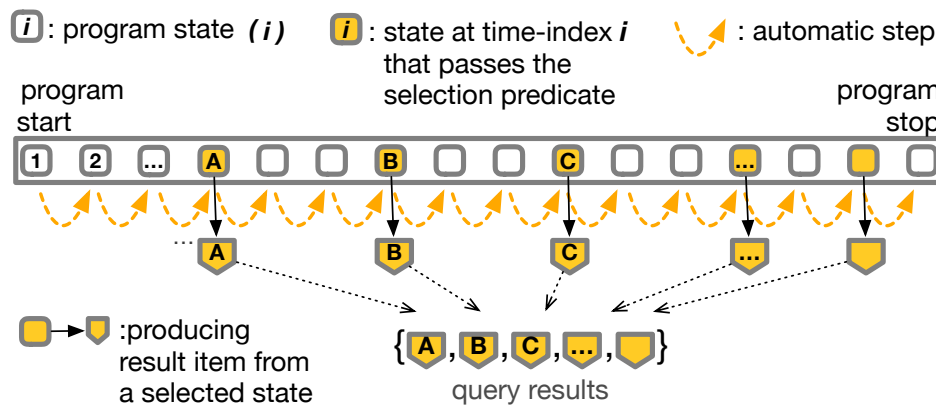 i : program state (i)
i : state at time-index i
that passes the
selection predicate
: automatic step
program
start
program
stop
1 2 ... A B C ...
... A B C ...
:producing
result item from
a selected state
{A,B,C,..., }
query results